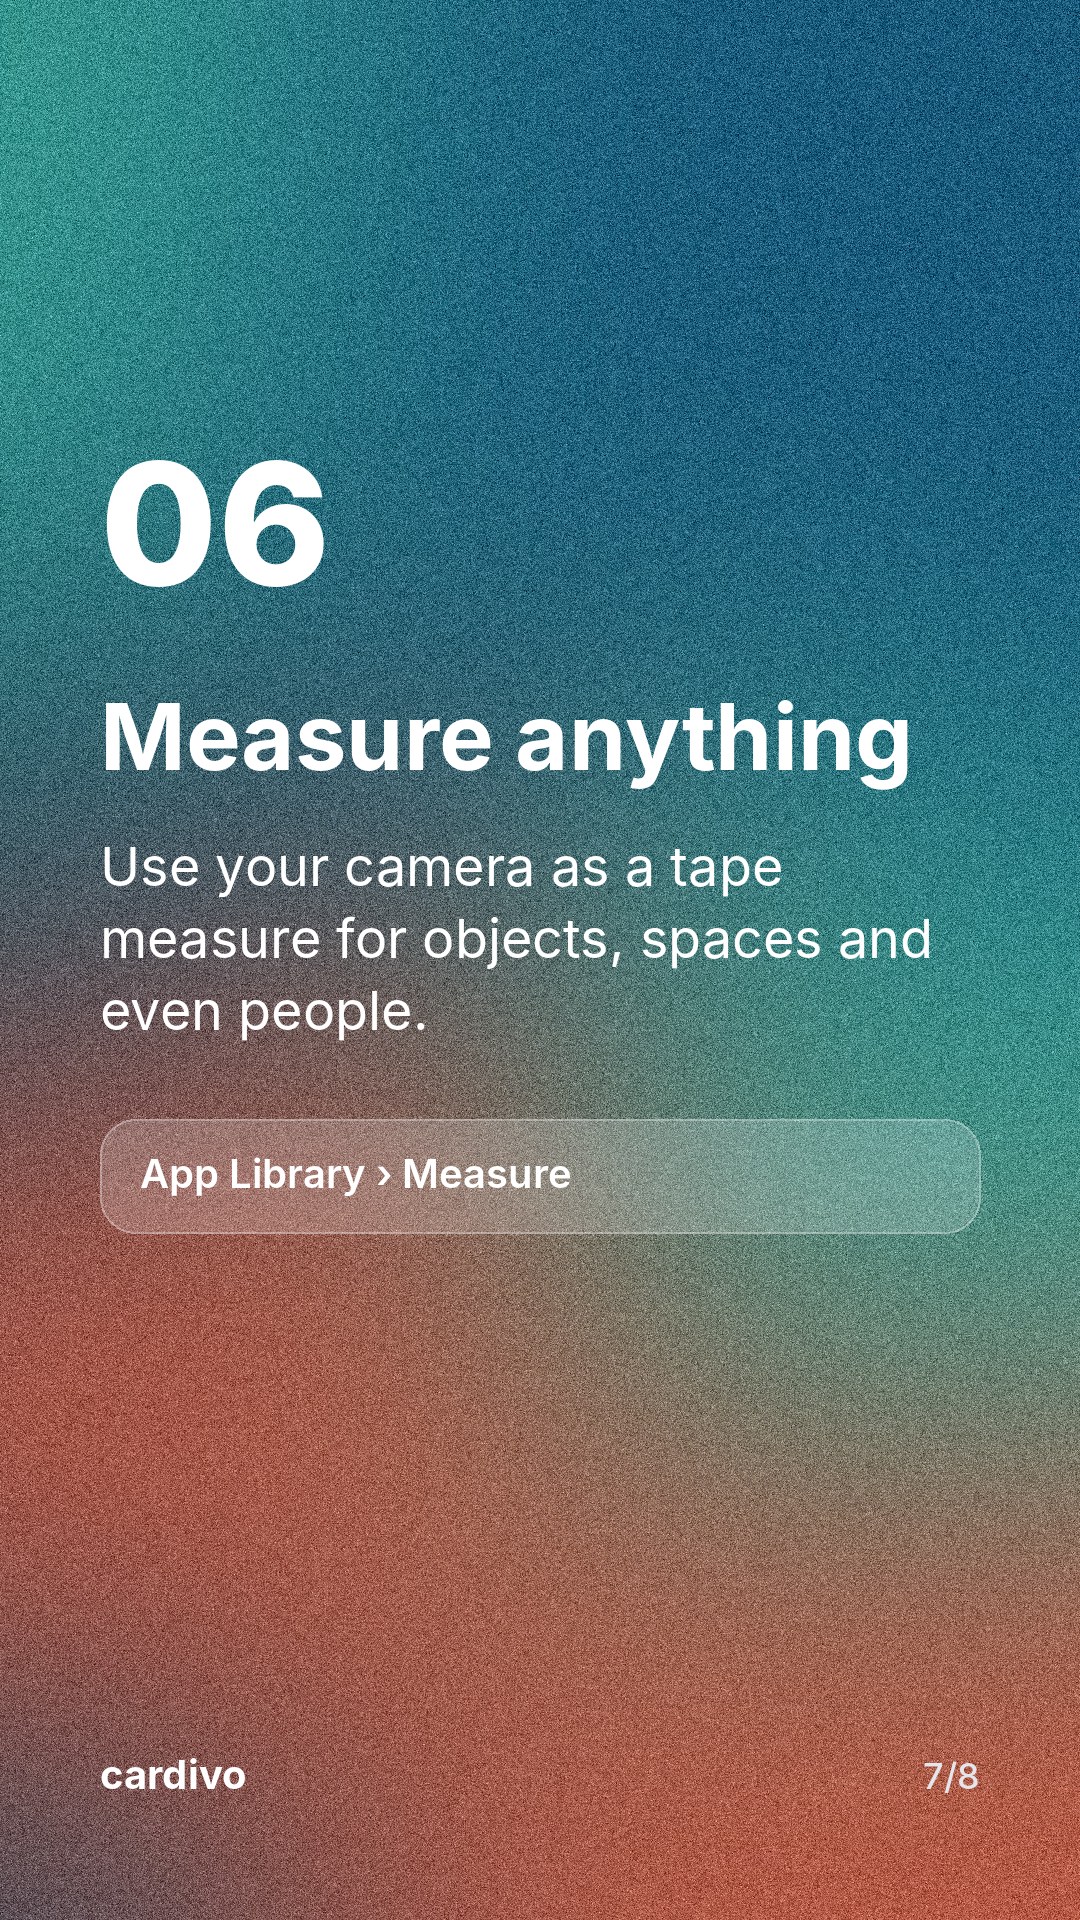 06
Measure anything
Use your camera as a tape
measure for objects, spaces and
even people.
App Library › Measure
cardivo
7/8